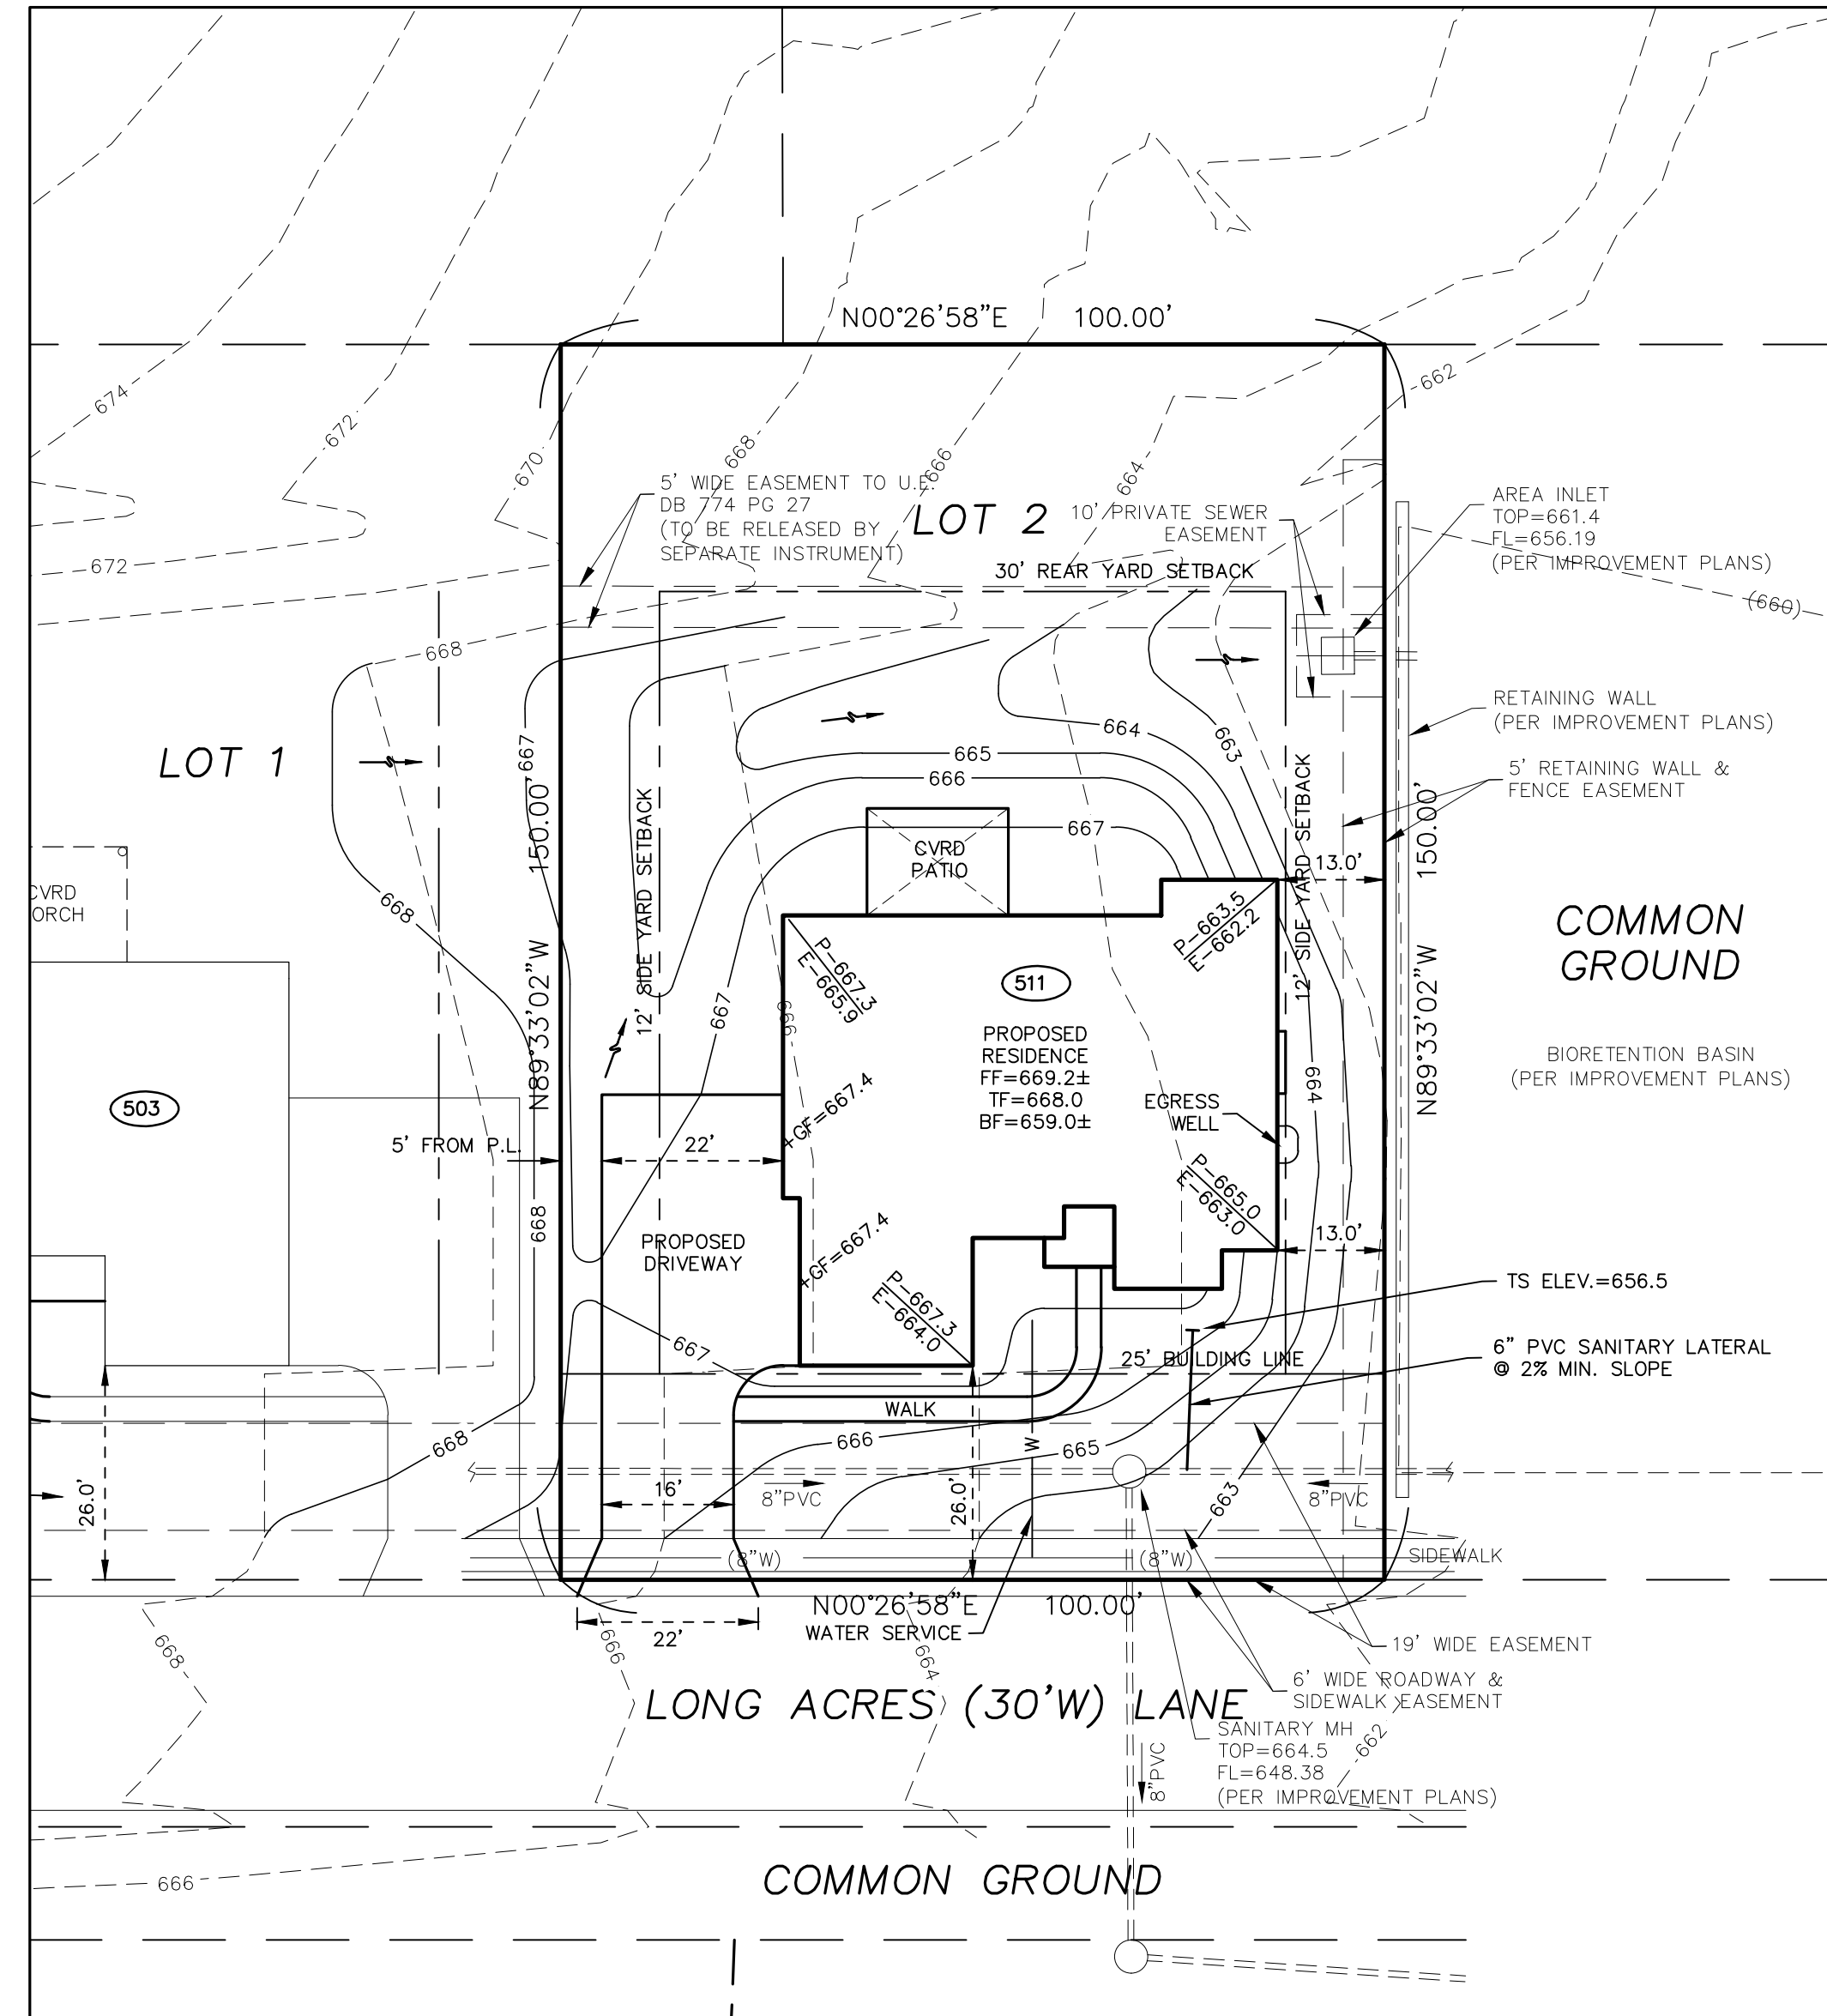 N00°26'58"E 100.00'
674
672
670
668
666
664
662
5' WIDE EASEMENT TO U.E.
DB 774 PG 27
(TO BE RELEASED BY
SEPARATE INSTRUMENT)
LOT 2
10' PRIVATE SEWER
EASEMENT
AREA INLET
TOP=661.4
FL=656.19
(PER IMPROVEMENT PLANS)
672
30' REAR YARD SETBACK
(660)
668
RETAINING WALL
(PER IMPROVEMENT PLANS)
LOT 1
667
664
663
665
666
5' RETAINING WALL &
FENCE EASEMENT
N89°33'02"W 150.00'
12' SIDE YARD SETBACK
667
12' SIDE YARD SETBACK
N89°33'02"W 150.00'
CVRD
PATIO
13.0'
CVRD
PORCH
668
P-663.5
E-662.2
COMMON
GROUND
P-667.3
E-665.9
511
667
666
PROPOSED
RESIDENCE
FF=669.2±
TF=668.0
BF=659.0±
BIORETENTION BASIN
(PER IMPROVEMENT PLANS)
664
503
GF=667.4
EGRESS
WELL
5' FROM P.L.
22'
P-665.0
E-663.0
668
PROPOSED
DRIVEWAY
GF=667.4
13.0'
P-667.3
E-664.0
TS ELEV.=656.5
667
25' BUILDING LINE
6" PVC SANITARY LATERAL
@ 2% MIN. SLOPE
WALK
668
666
W
665
26.0'
16'
8"PVC
26.0'
663
8"PVC
(8"W)
(8"W)
SIDEWALK
N00°26'58"E 100.00'
WATER SERVICE
22'
19' WIDE EASEMENT
668
666
664
6' WIDE ROADWAY &
SIDEWALK EASEMENT
LONG ACRES (30'W) LANE
SANITARY MH
TOP=664.5
FL=648.38
(PER IMPROVEMENT PLANS)
662
8"PVC
COMMON GROUND
666